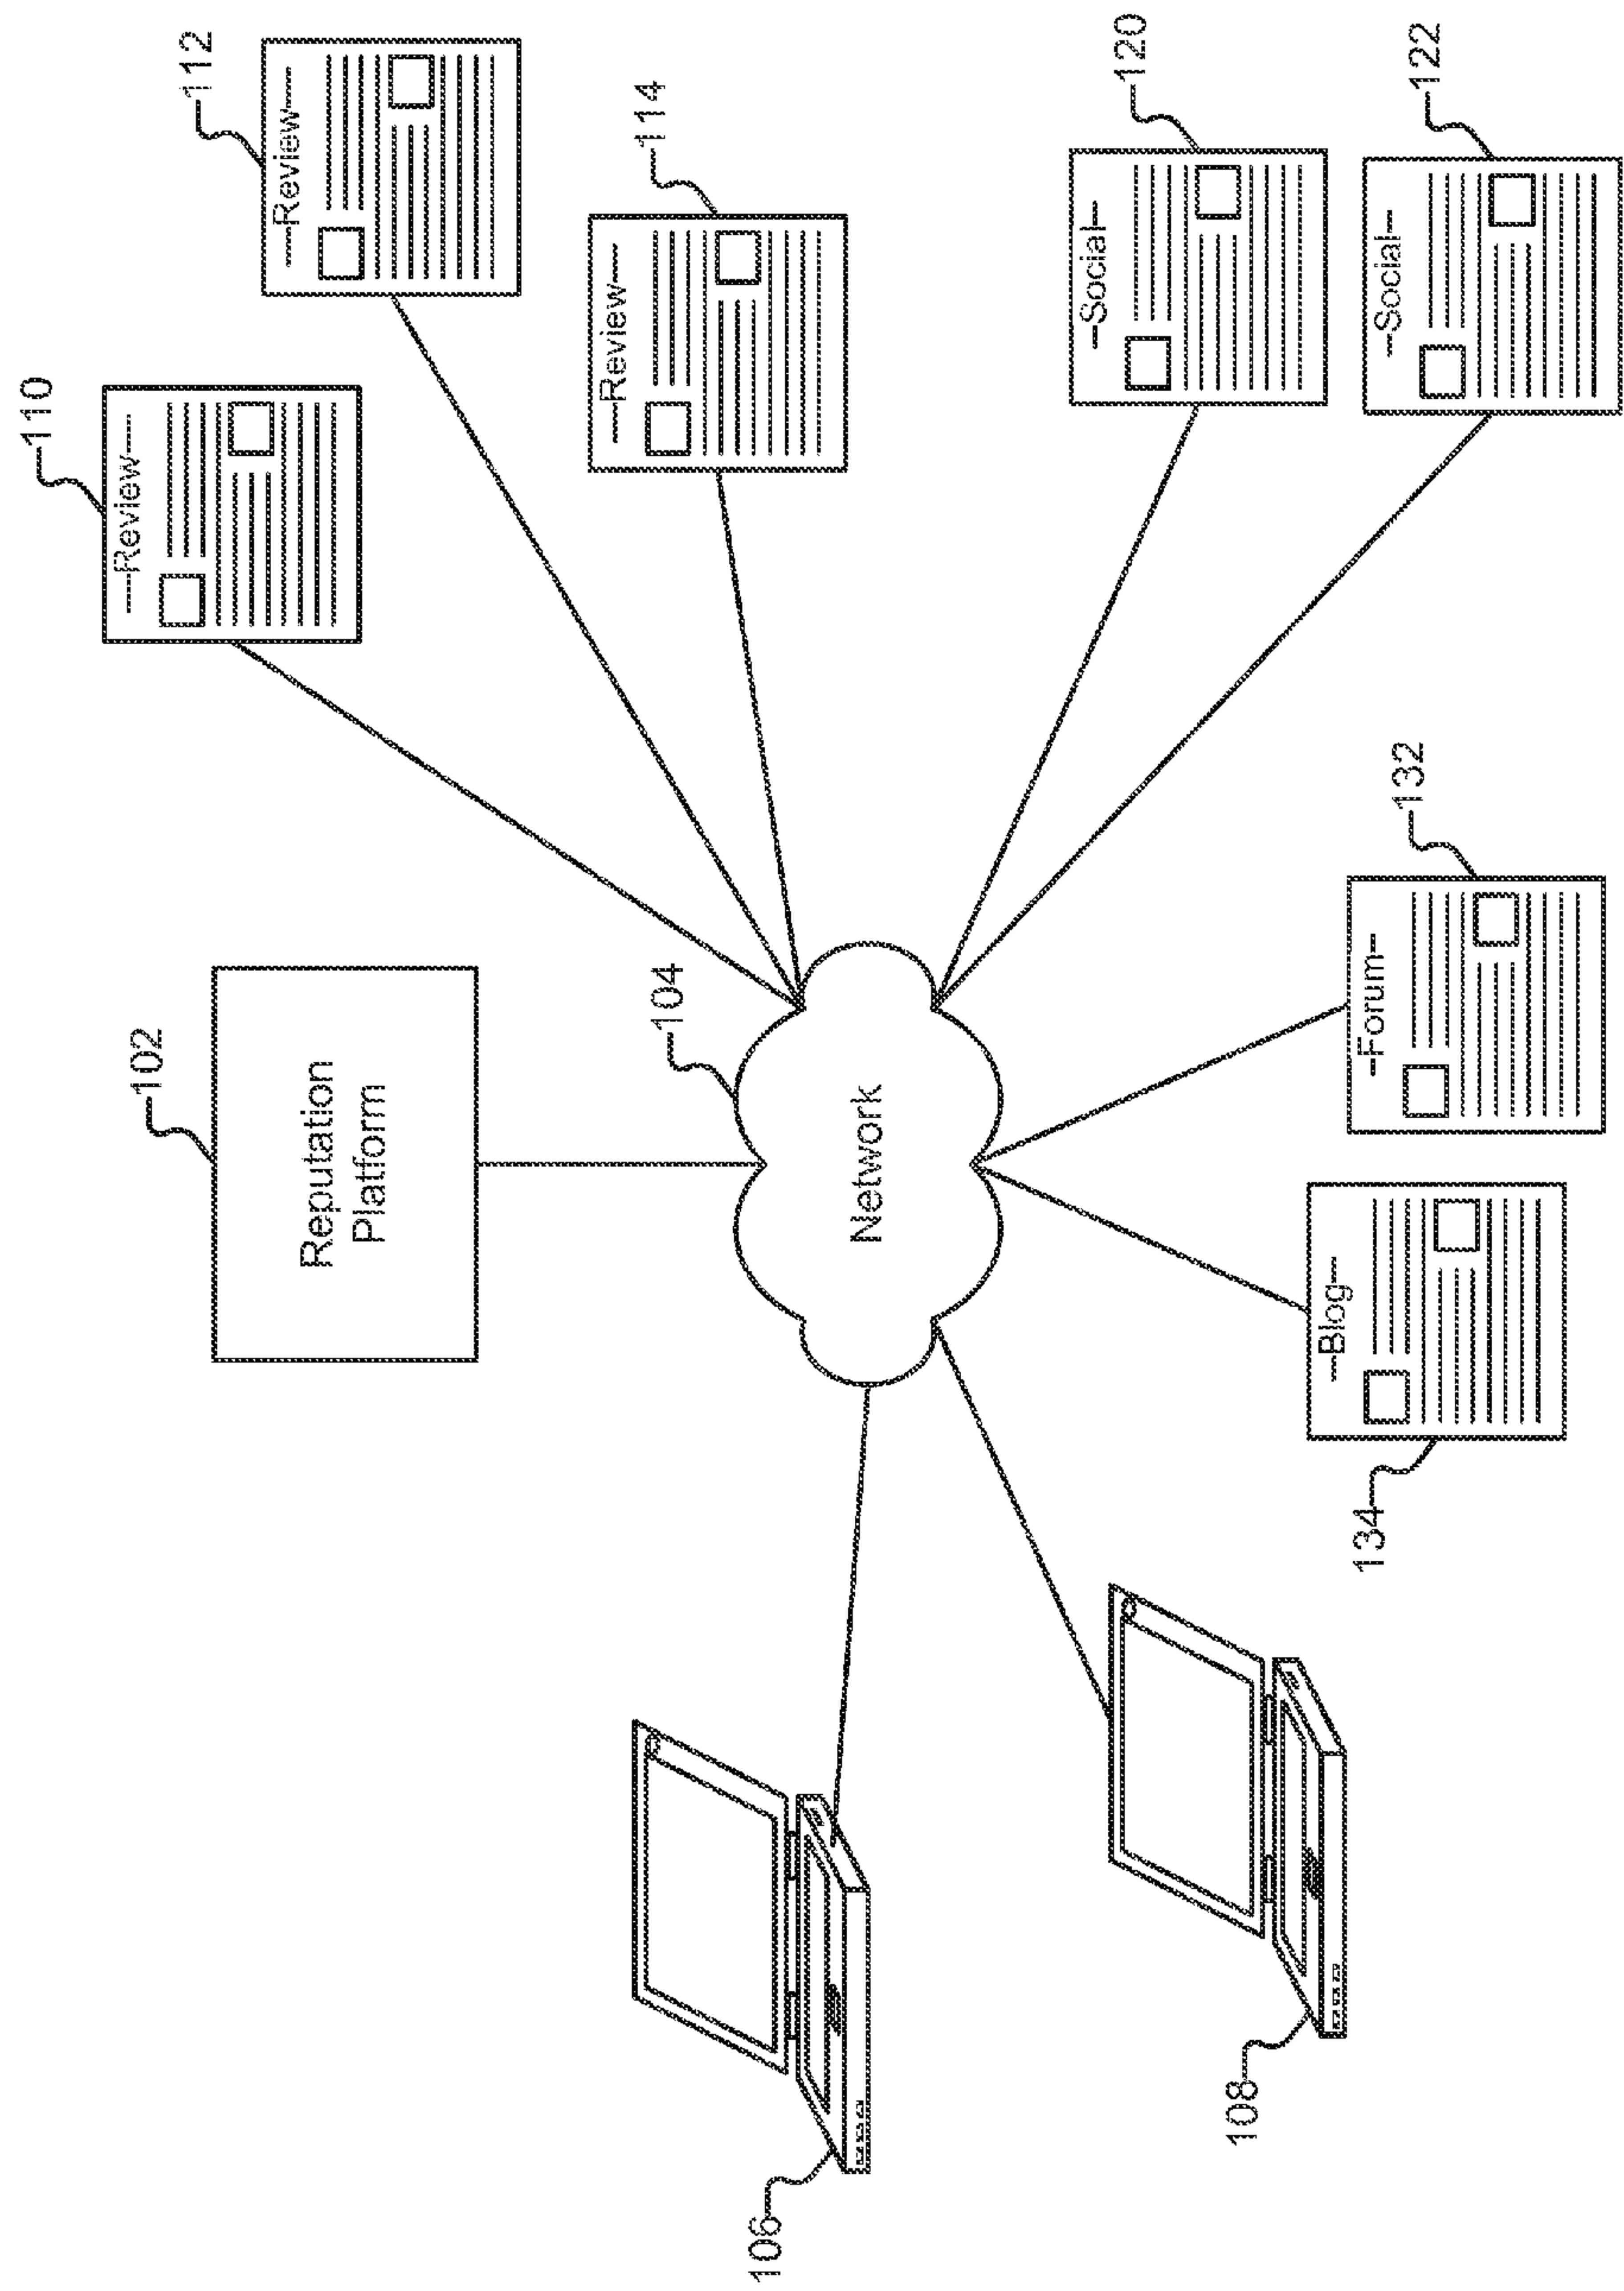 102
Reputation
Platform
110
---Review---
112
---Review---
114
---Review---
104
Network
106
108
120
--Social--
122
--Social--
134
--Blog--
132
--Forum--